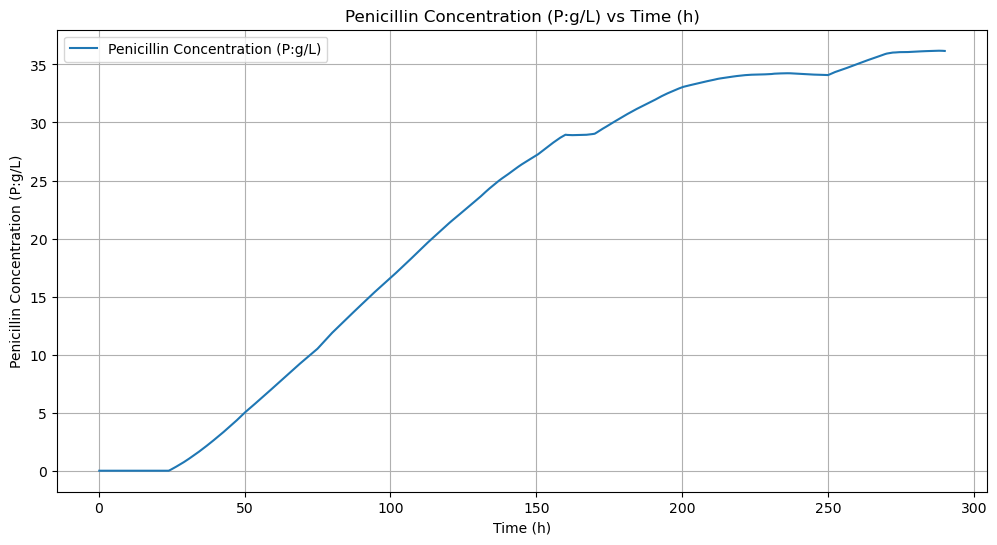 Penicillin Concentration (P:g/L) vs Time (h)
Penicillin Concentration (P:g/L)
Penicillin Concentration (P:g/L)
35
30
25
20
15
10
5
0
0 50 100 150 200 250 300
Time (h)